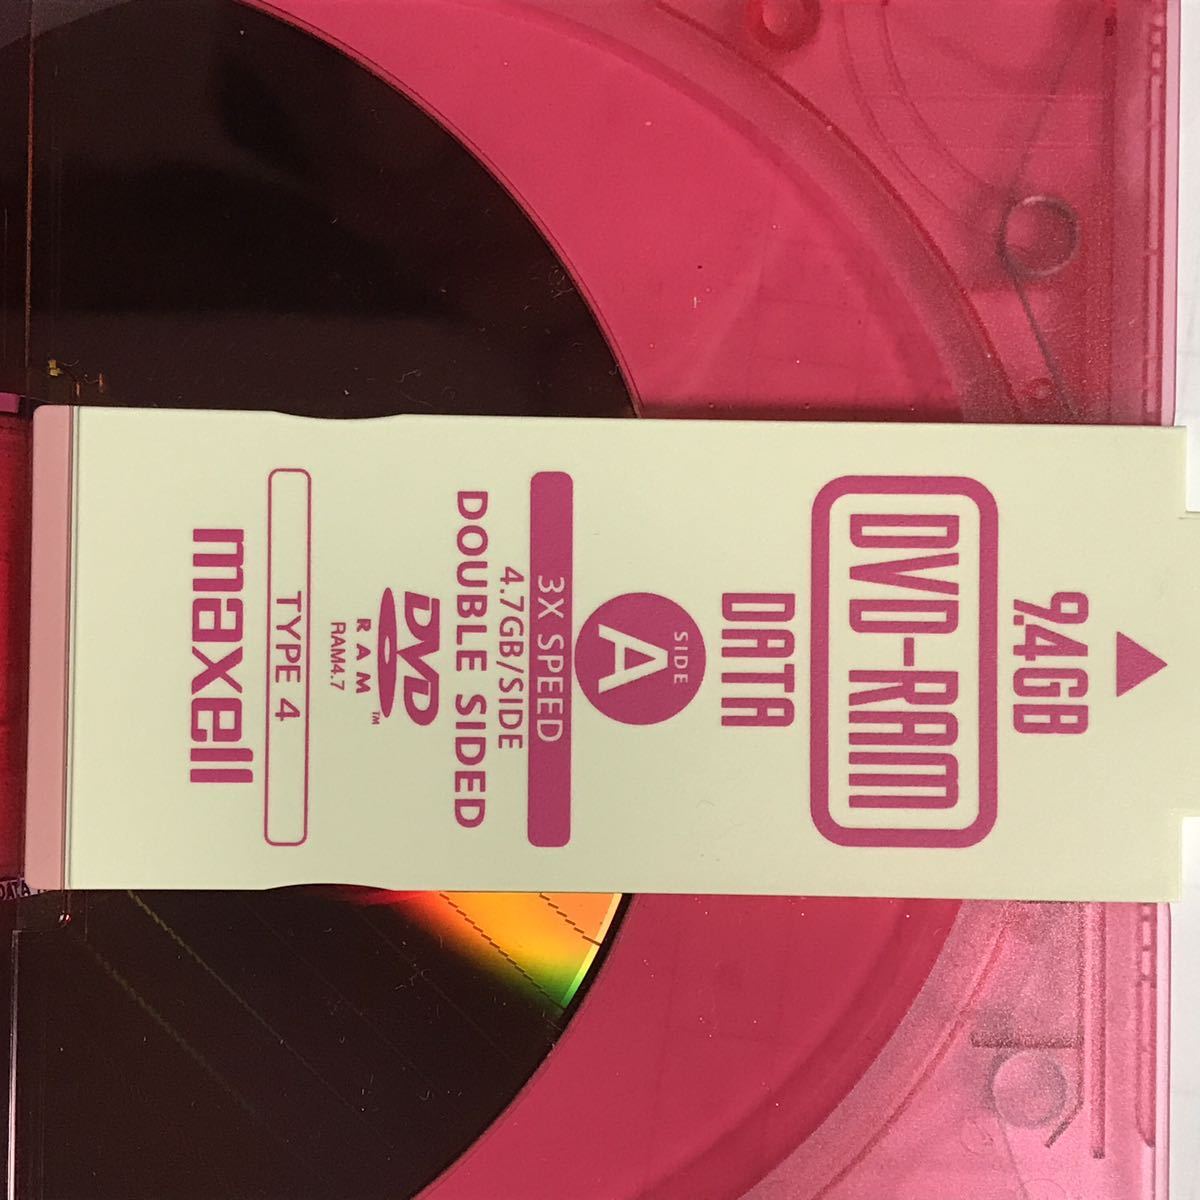 9.4GB
DVD-RAM
DATA
SIDE
A
3X SPEED
4.7GB/SIDE
DOUBLE SIDED
DVD
R A M ™
RAM4.7
TYPE 4
maxell